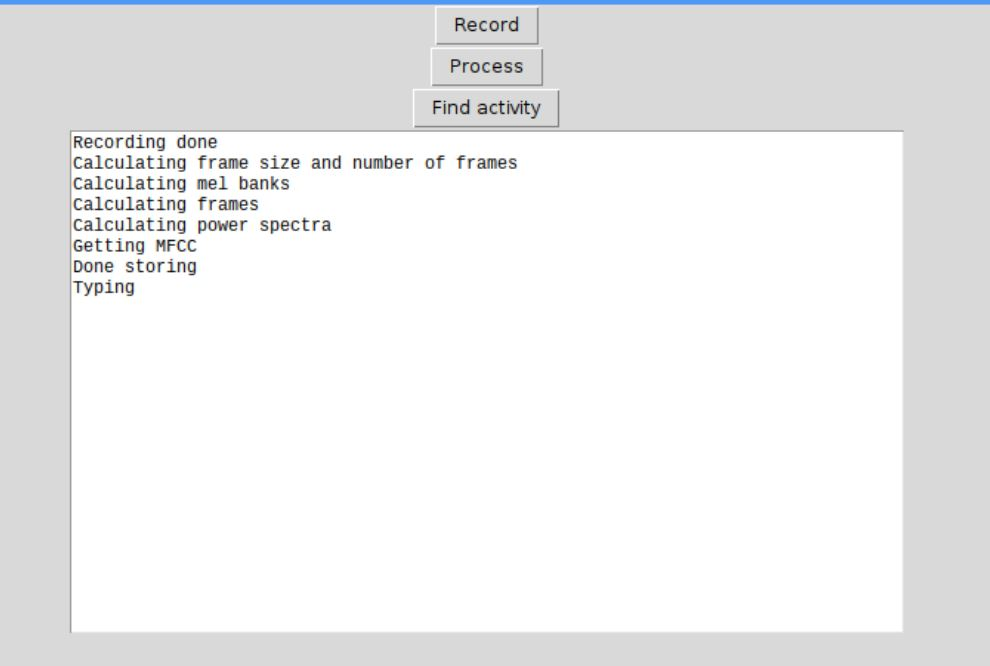 Record
Process
Find activity
Recording done
Calculating frame size and number of frames
Calculating mel banks
Calculating frames
Calculating power spectra
Getting MFCC
Done storing
Typing